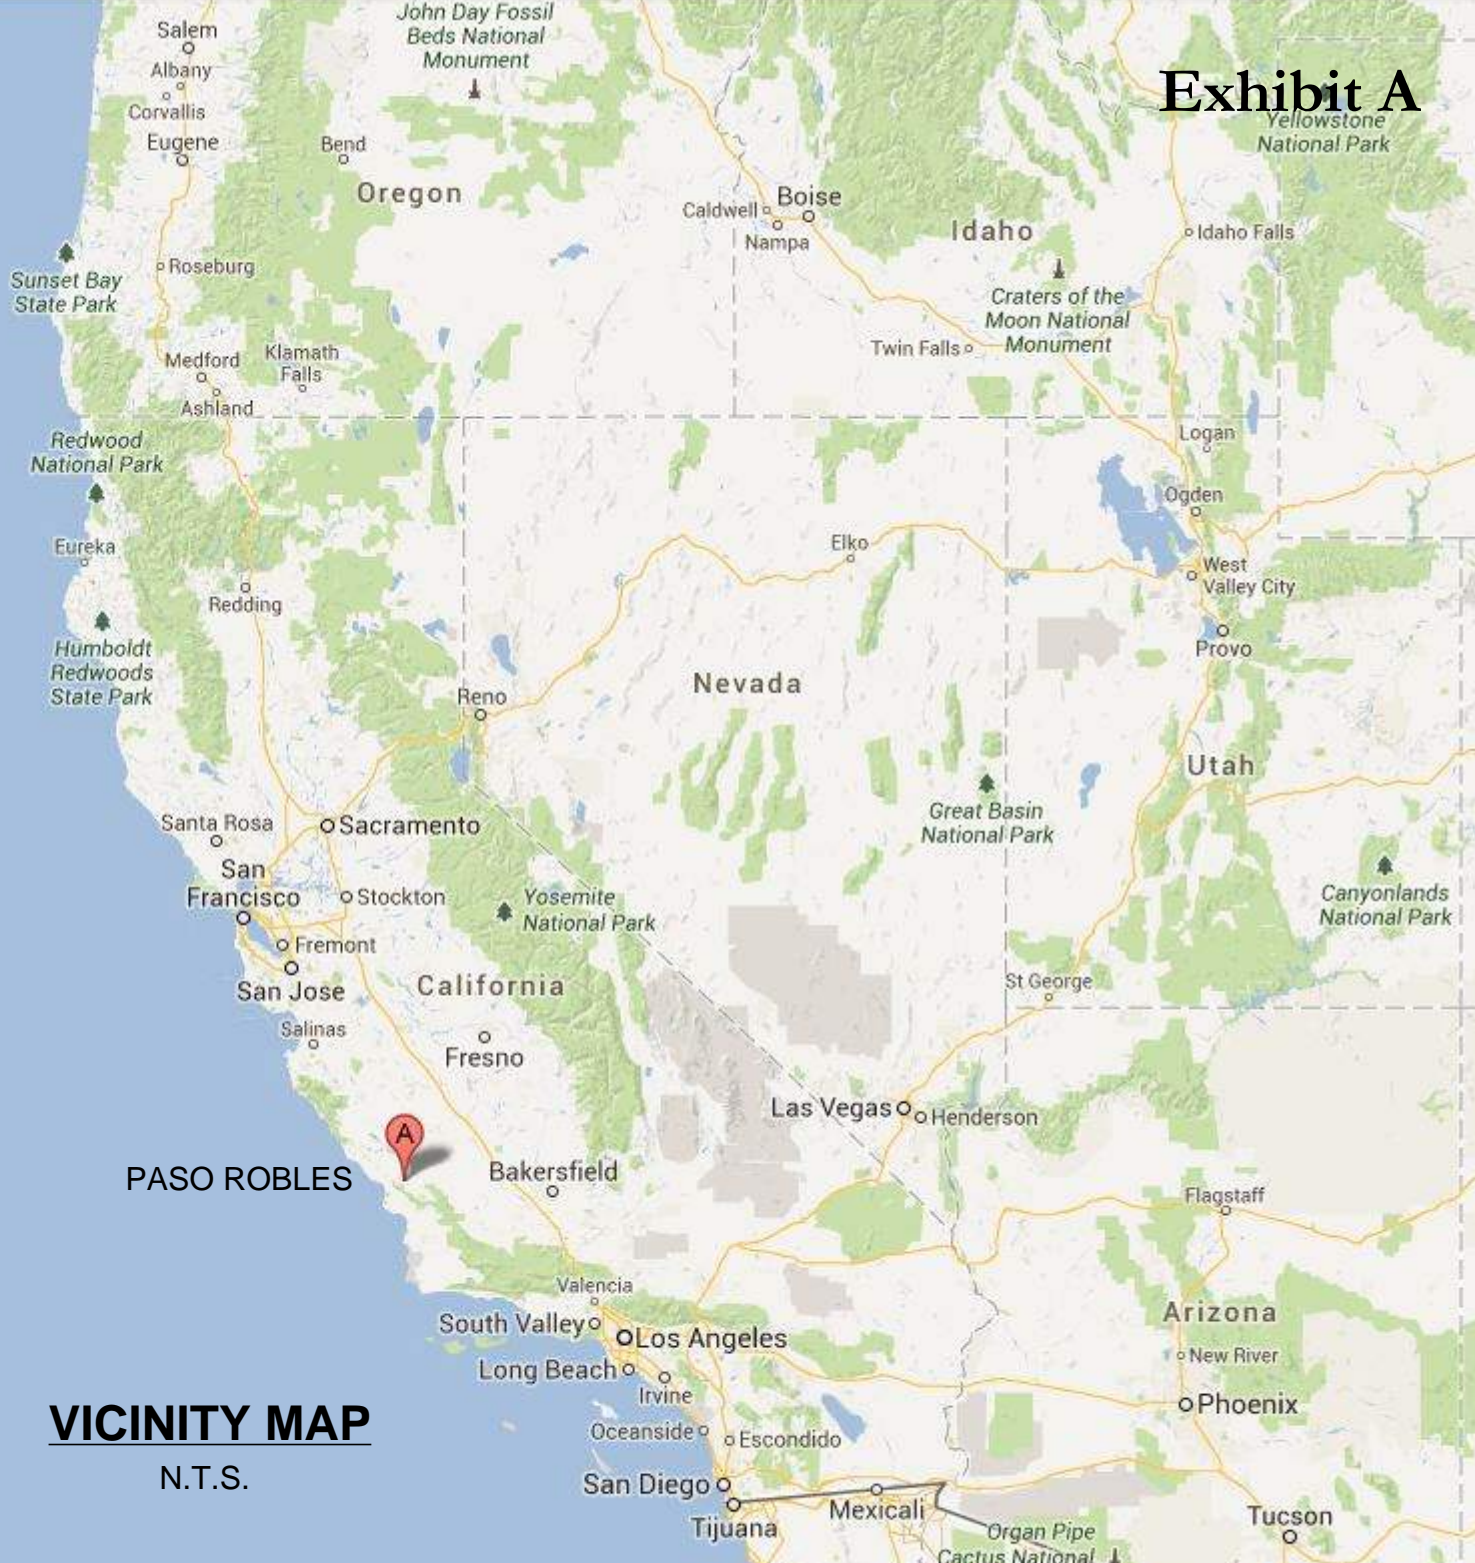 John Day Fossil
Beds National
Monument
Salem
Albany
Corvallis
Eugene
Bend
Oregon
Exhibit A
Yellowstone
National Park
Caldwell
Boise
Nampa
Idaho
Idaho Falls
Sunset Bay
State Park
Roseburg
Craters of the
Moon National
Monument
Twin Falls
Medford
Klamath
Falls
Ashland
Redwood
National Park
Logan
Ogden
Eureka
Elko
West
Valley City
Redding
Humboldt
Redwoods
State Park
Provo
Reno
Nevada
Utah
Great Basin
National Park
Santa Rosa
Sacramento
San
Francisco
Stockton
Yosemite
National Park
Canyonlands
National Park
Fremont
San Jose
California
St George
Salinas
Fresno
Las Vegas
Henderson
A
PASO ROBLES
Bakersfield
Flagstaff
Valencia
South Valley
Los Angeles
Arizona
Long Beach
Irvine
New River
Phoenix
VICINITY MAP
Oceanside
Escondido
N.T.S.
San Diego
Mexicali
Tijuana
Tucson
Organ Pipe
Cactus National